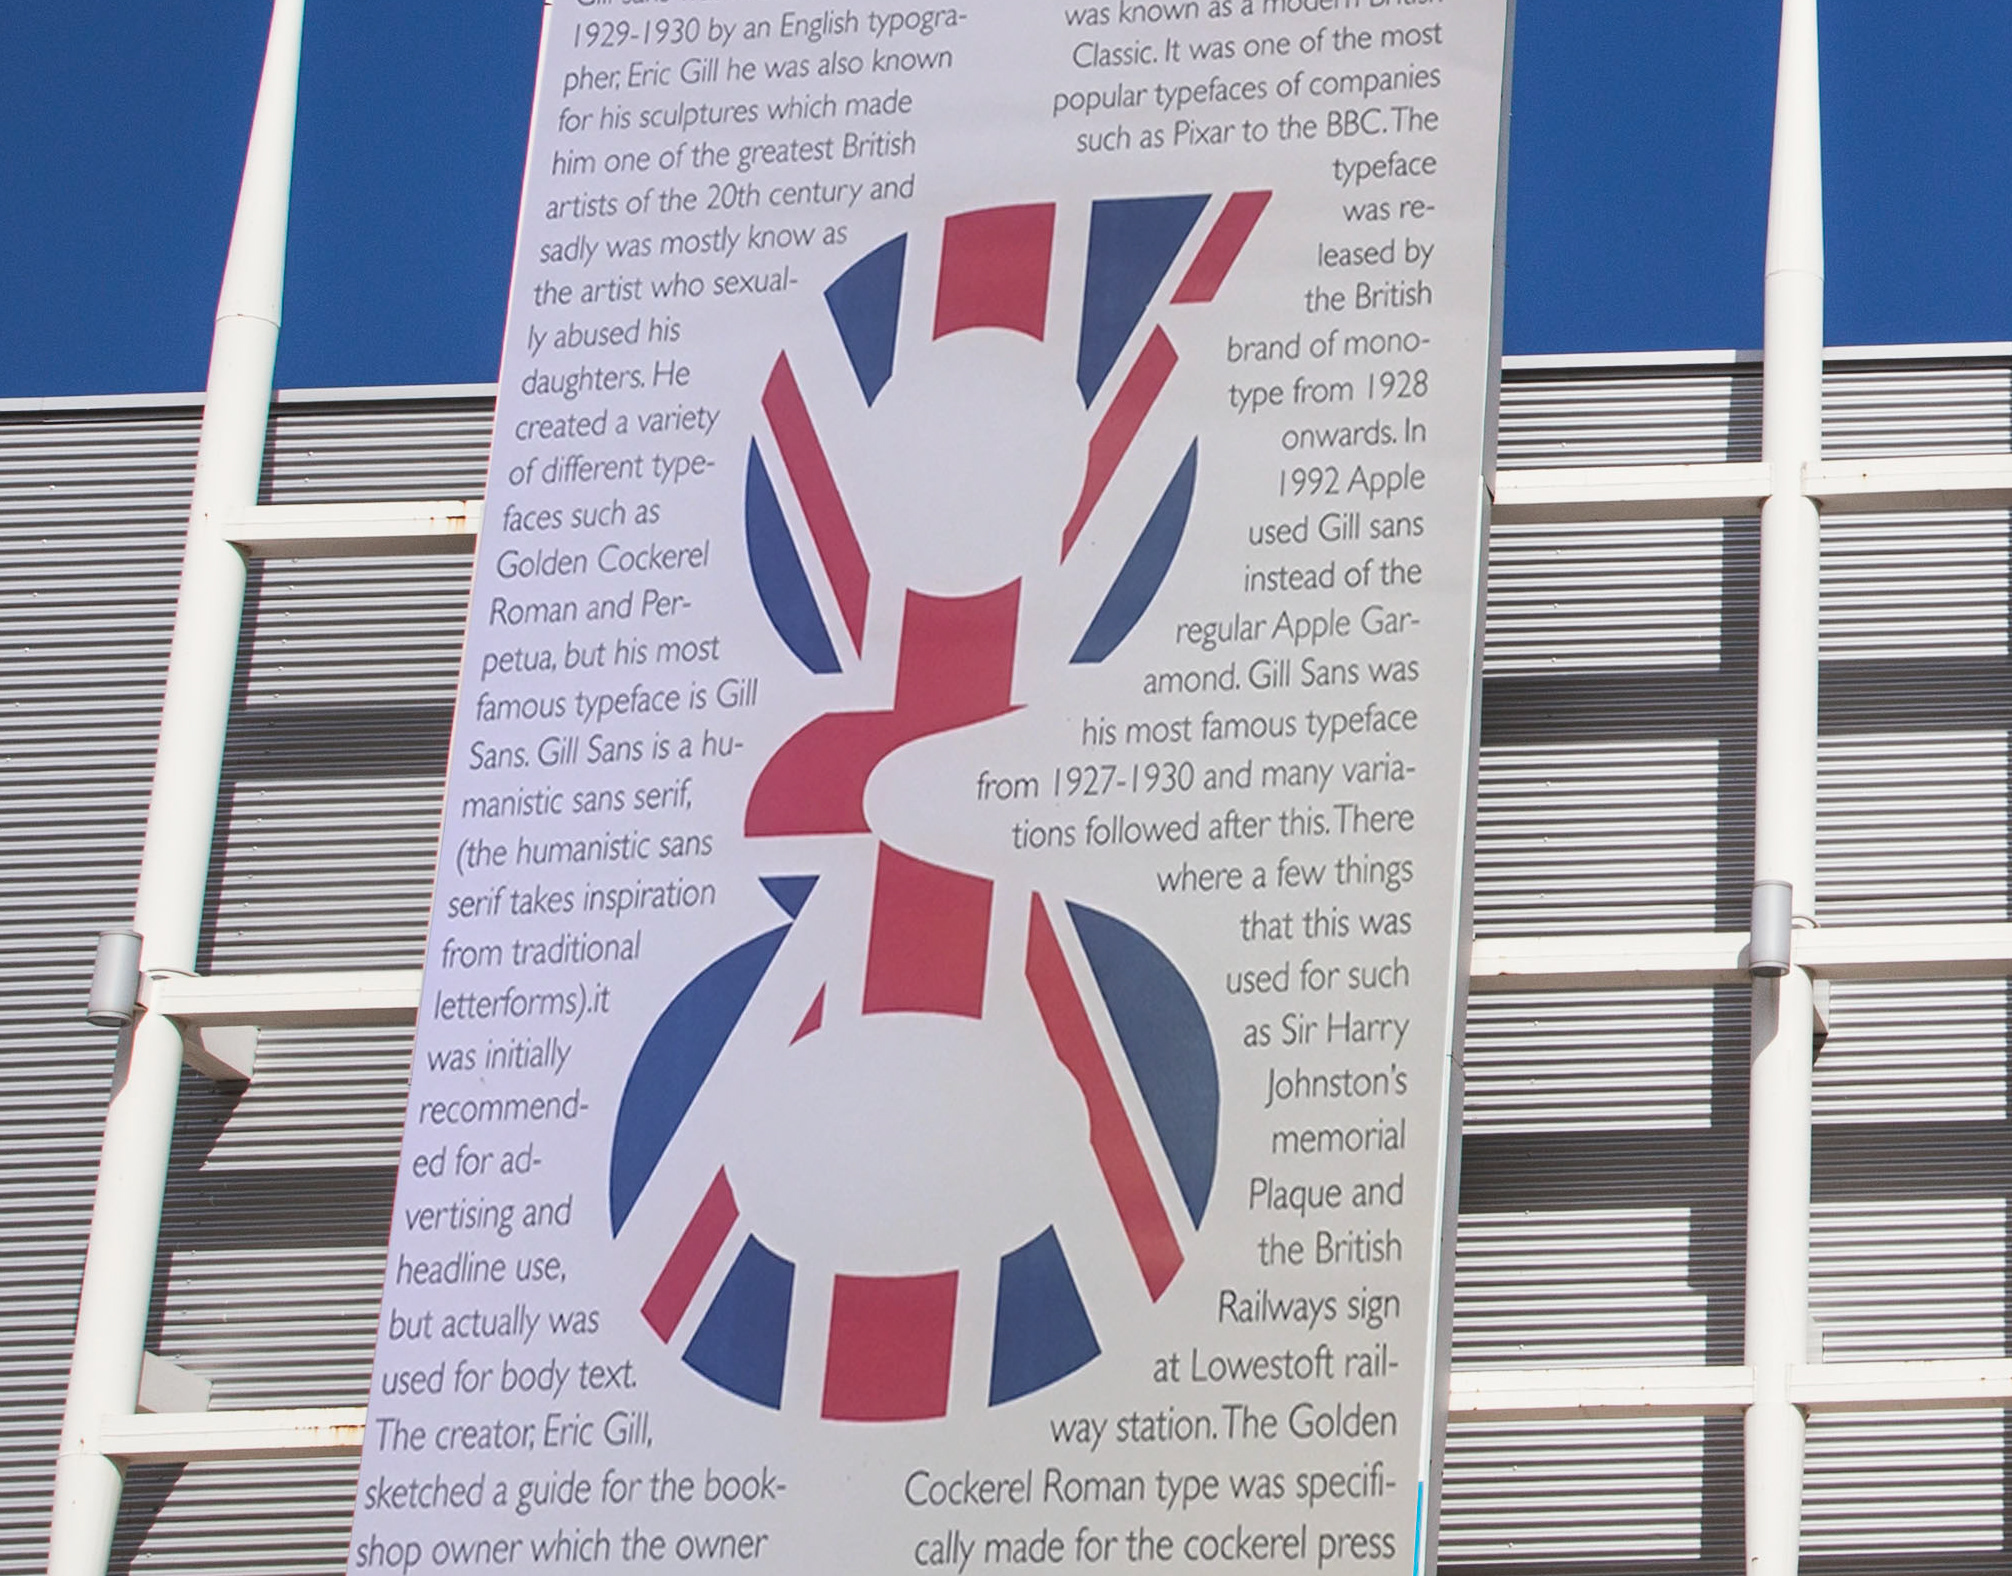 Gill sans
1929-1930 by an English typogra-
pher, Eric Gill he was also known
for his sculptures which made
him one of the greatest British
artists of the 20th century and
sadly was mostly know as
the artist who sexual-
ly abused his
daughters. He
created a variety
of different type-
faces such as
Golden Cockerel
Roman and Per-
petua, but his most
famous typeface is Gill
Sans. Gill Sans is a hu-
manistic sans serif,
(the humanistic sans
serif takes inspiration
from traditional
letterforms).it
was initially
recommend-
ed for ad-
vertising and
headline use,
but actually was
used for body text.
The creator, Eric Gill,
sketched a guide for the book-
shop owner which the owner
was known as a modern British
Classic. It was one of the most
popular typefaces of companies
such as Pixar to the BBC. The
typeface
was re-
leased by
the British
brand of mono-
type from 1928
onwards. In
1992 Apple
used Gill sans
instead of the
regular Apple Gar-
amond. Gill Sans was
his most famous typeface
from 1927-1930 and many varia-
tions followed after this. There
where a few things
that this was
used for such
as Sir Harry
Johnston's
memorial
Plaque and
the British
Railways sign
at Lowestoft rail-
way station. The Golden
Cockerel Roman type was specifi-
cally made for the cockerel press